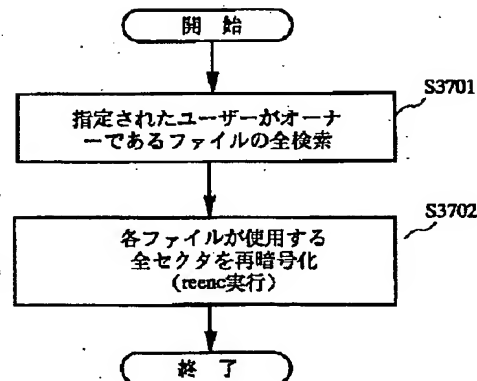 開 始
S3701
指定されたユーザーがオーナ
ーであるファイルの全検索
S3702
各ファイルが使用する
全セクタを再暗号化
(reenc実行)
終 了